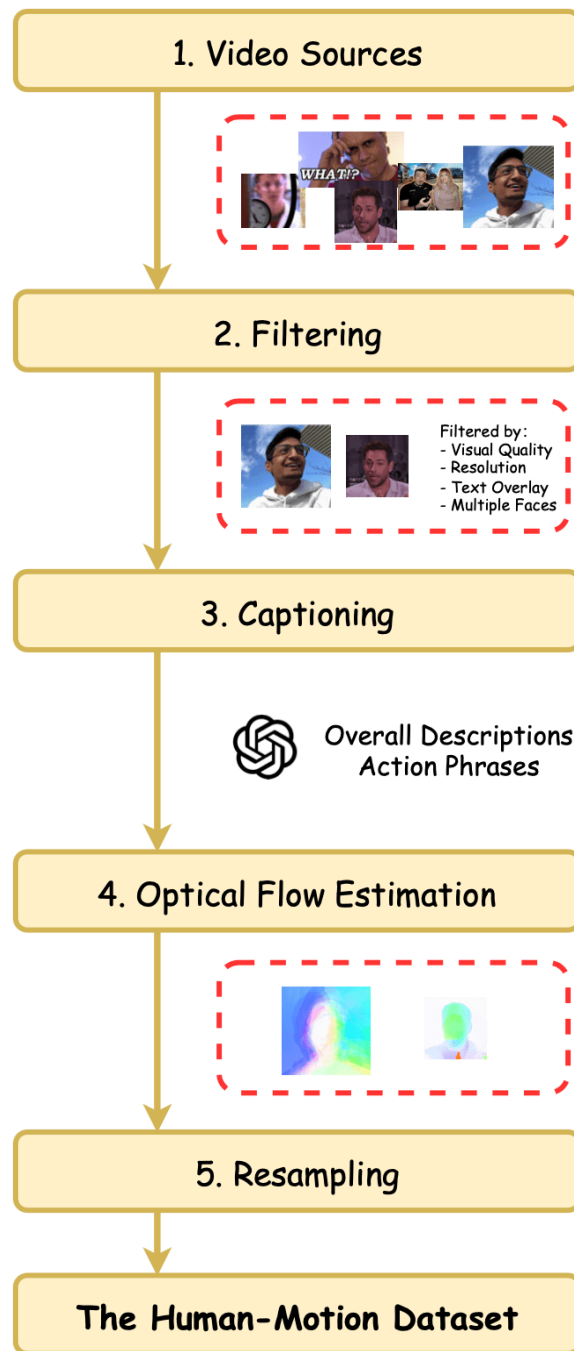 1. Video Sources
WHAT!?
2. Filtering
Filtered by:
- Visual Quality
- Resolution
- Text Overlay
- Multiple Faces
3. Captioning
Overall Descriptions
Action Phrases
4. Optical Flow Estimation
5. Resampling
The Human-Motion Dataset